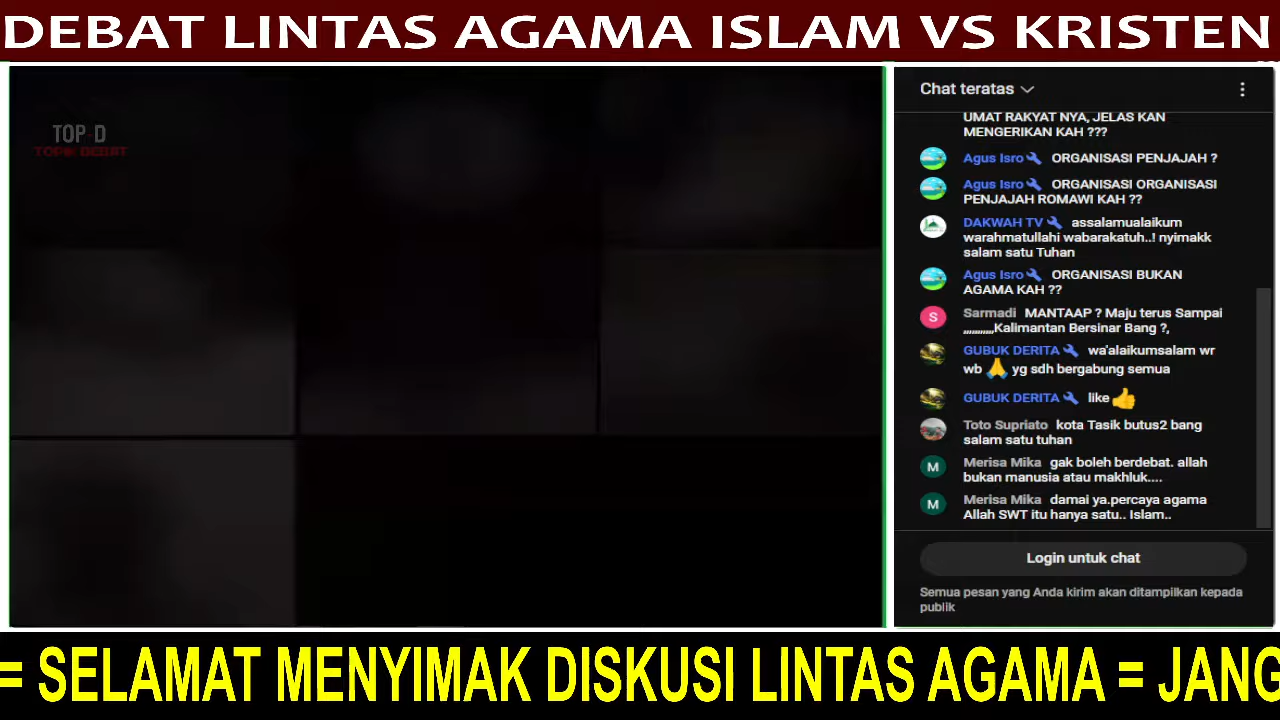 DEBAT LINTAS AGAMA ISLAM VS KRISTEN
TOP D
TOPIK DEBAT
Chat teratas
UMAT RAKYAT NYA, JELAS KAN
MENGERIKAN KAH ???
Agus Isro ORGANISASI PENJAJAH ?
Agus Isro ORGANISASI ORGANISASI
PENJAJAH ROMAWI KAH ??
DAKWAH TV assalamualaikum
warahmatullahi wabarakatuh..! nyimakk
salam satu Tuhan
Agus Isro ORGANISASI BUKAN
AGAMA KAH ??
S
Sarmadi MANTAAP ? Maju terus Sampai
,,,,,,,,,,,Kalimantan Bersinar Bang ?,
GUBUK DERITA wa'alaikumsalam wr
wb 🙏 yg sdh bergabung semua
GUBUK DERITA like 👍
Toto Supriato kota Tasik butus2 bang
salam satu tuhan
M
Merisa Mika gak boleh berdebat. allah
bukan manusia atau makhluk....
M
Merisa Mika damai ya.percaya agama
Allah SWT itu hanya satu.. Islam..
Login untuk chat
Semua pesan yang Anda kirim akan ditampilkan kepada
publik
= SELAMAT MENYIMAK DISKUSI LINTAS AGAMA = JANG